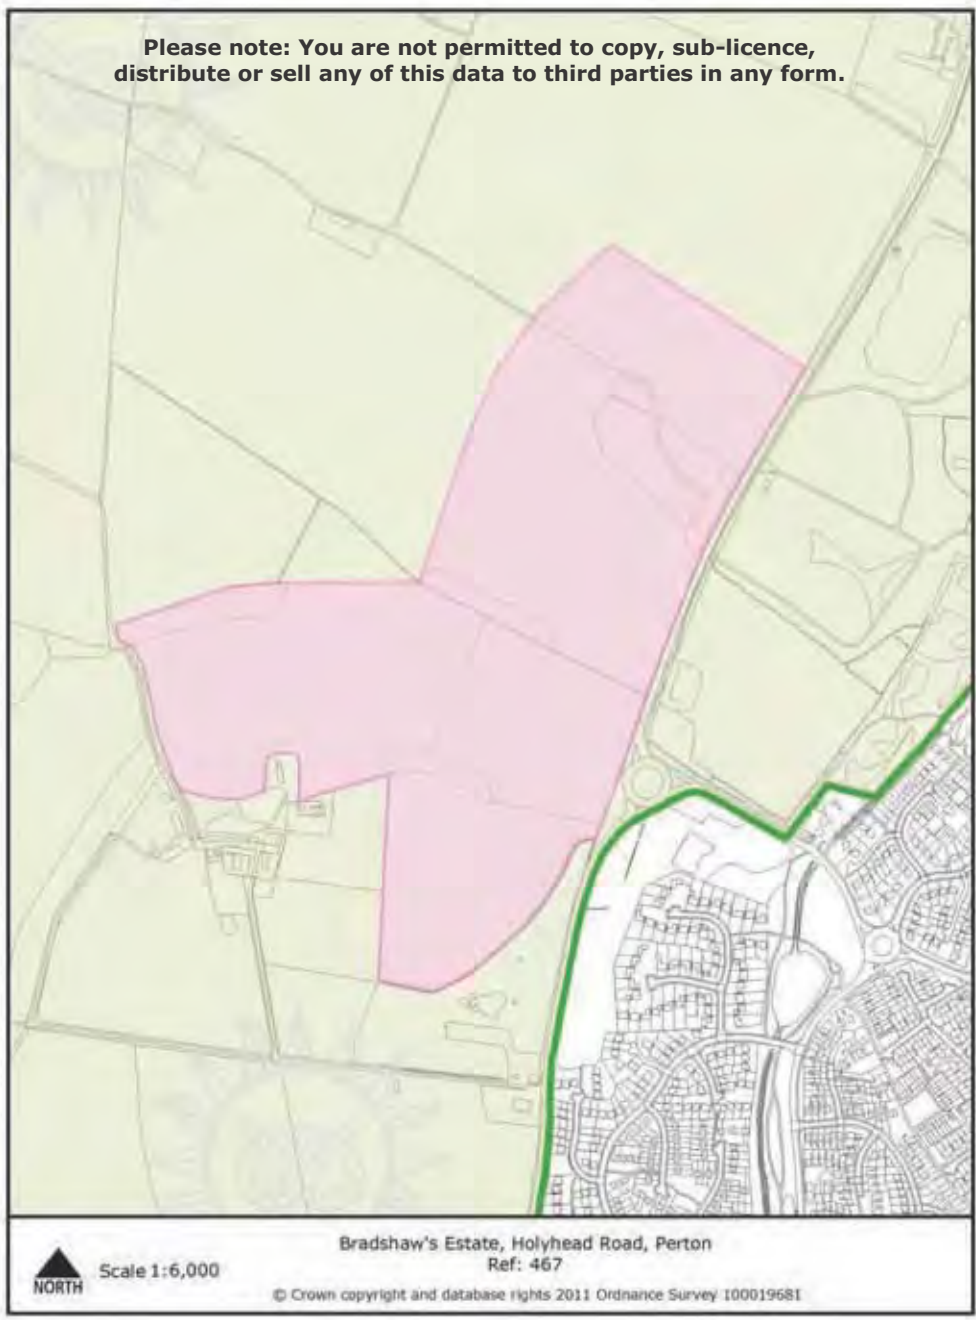 Please note: You are not permitted to copy, sub-licence,
distribute or sell any of this data to third parties in any form.
NORTH
Scale 1:6,000
Bradshaw's Estate, Holyhead Road, Perton
Ref: 467
© Crown copyright and database rights 2011 Ordnance Survey 100019681